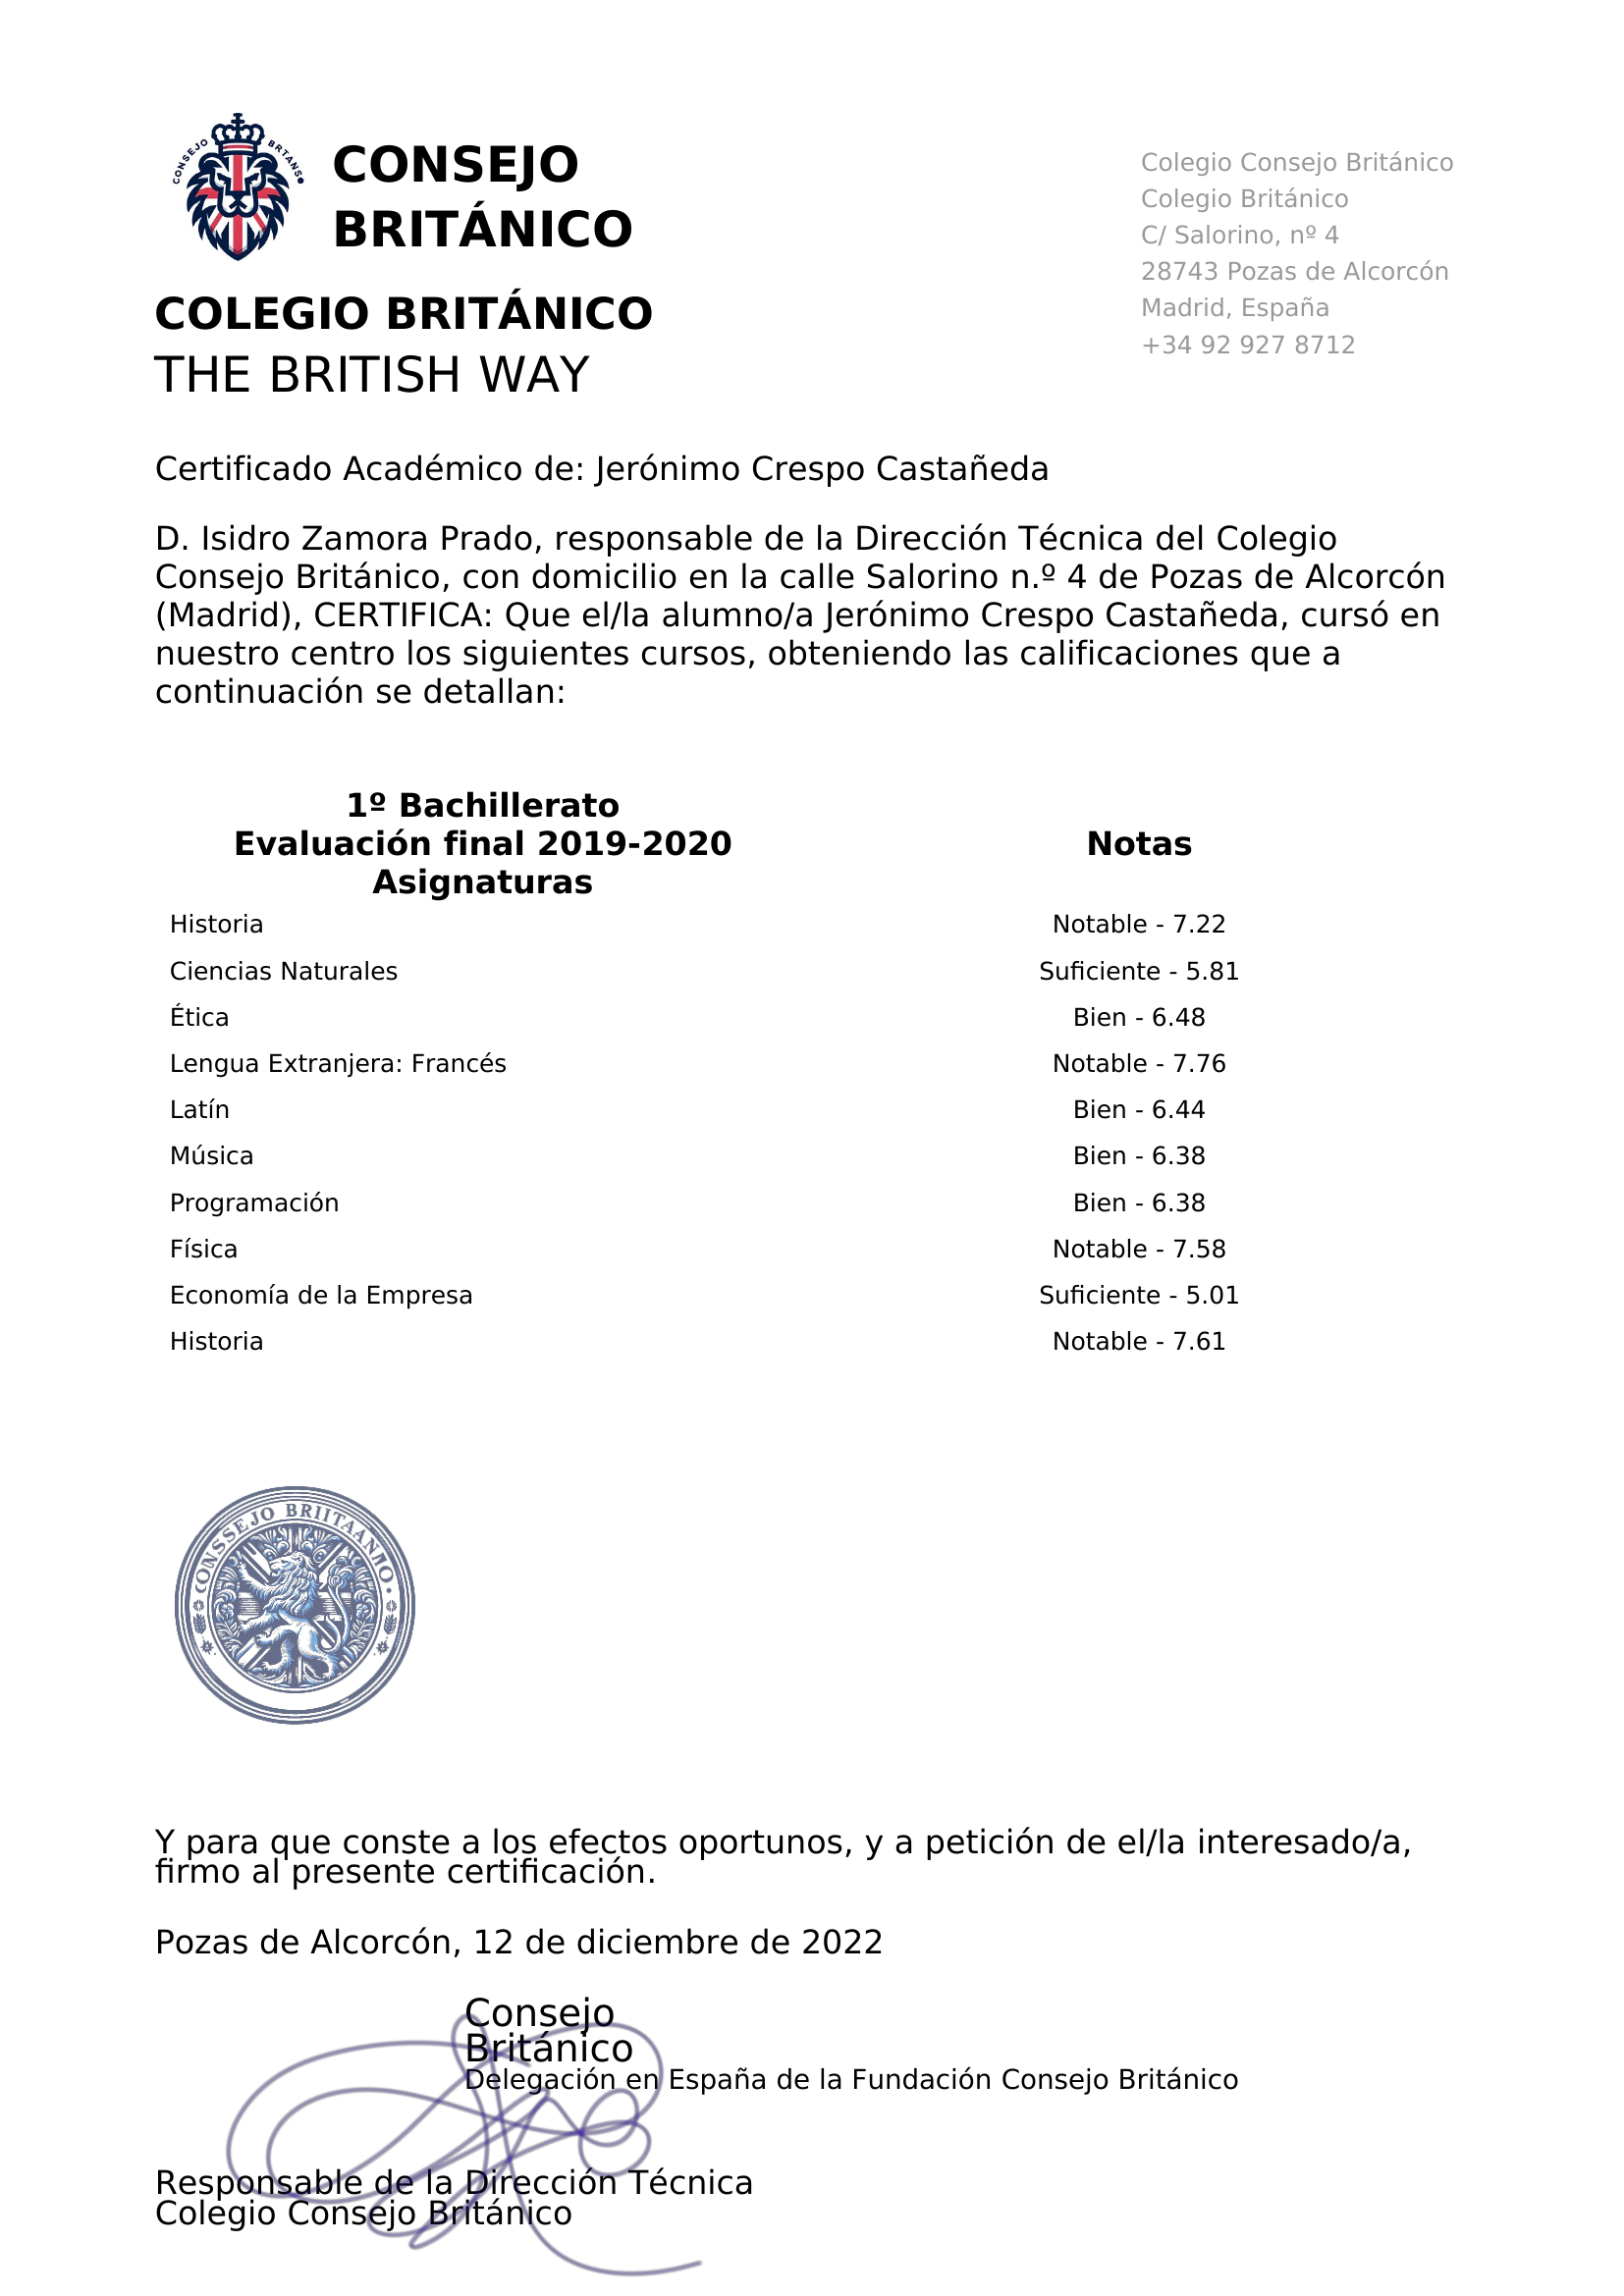 CONSEJO BRTANS
CONSEJO
BRITÁNICO
COLEGIO BRITÁNICO
THE BRITISH WAY
Colegio Consejo Británico
Colegio Británico
C/ Salorino, nº 4
28743 Pozas de Alcorcón
Madrid, España
+34 92 927 8712
Certificado Académico de: Jerónimo Crespo Castañeda
D. Isidro Zamora Prado, responsable de la Dirección Técnica del Colegio
Consejo Británico, con domicilio en la calle Salorino n.º 4 de Pozas de Alcorcón
(Madrid), CERTIFICA: Que el/la alumno/a Jerónimo Crespo Castañeda, cursó en
nuestro centro los siguientes cursos, obteniendo las calificaciones que a
continuación se detallan:
1º Bachillerato
Evaluación final 2019-2020 Notas
Asignaturas
Historia Notable - 7.22
Ciencias Naturales Suficiente - 5.81
Ética Bien - 6.48
Lengua Extranjera: Francés Notable - 7.76
Latín Bien - 6.44
Música Bien - 6.38
Programación Bien - 6.38
Física Notable - 7.58
Economía de la Empresa Suficiente - 5.01
Historia Notable - 7.61
CONSSEJO BRIITAANNO
Y para que conste a los efectos oportunos, y a petición de el/la interesado/a,
firmo al presente certificación.
Pozas de Alcorcón, 12 de diciembre de 2022
Consejo
Británico
Delegación en España de la Fundación Consejo Británico
Responsable de la Dirección Técnica
Colegio Consejo Británico